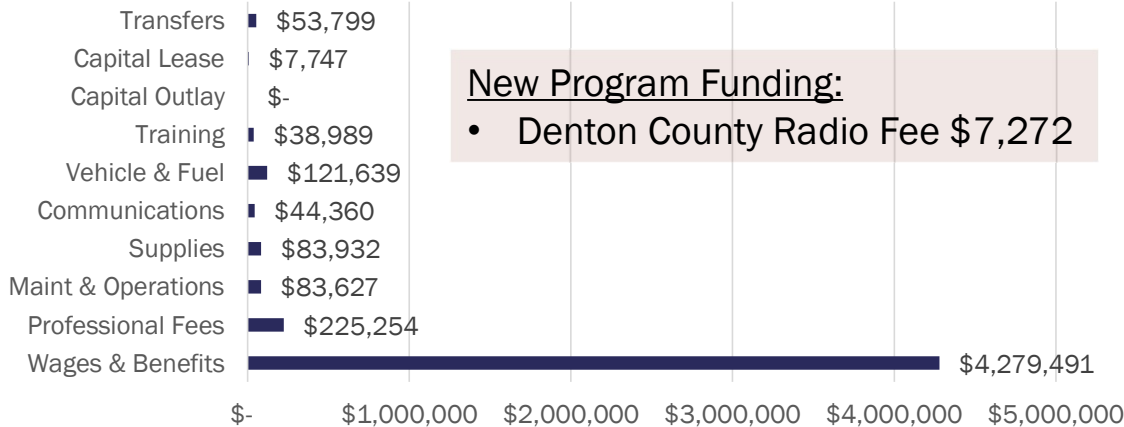 Transfers $53,799
Capital Lease $7,747
Capital Outlay $-
Training $38,989
Vehicle & Fuel $121,639
Communications $44,360
Supplies $83,932
Maint & Operations $83,627
Professional Fees $225,254
Wages & Benefits $4,279,491
$- $1,000,000 $2,000,000 $3,000,000 $4,000,000 $5,000,000
New Program Funding:
• Denton County Radio Fee $7,272